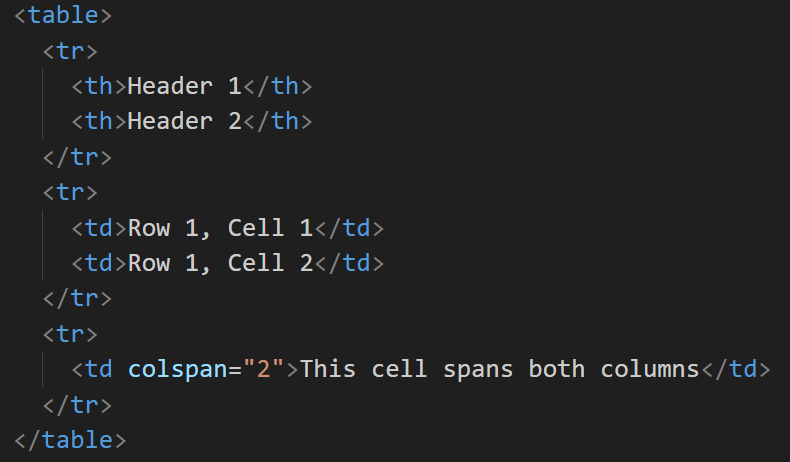 <table>
<tr>
<th>Header 1</th>
<th>Header 2</th>
</tr>
<tr>
<td>Row 1, Cell 1</td>
<td>Row 1, Cell 2</td>
</tr>
<tr>
<td colspan="2">This cell spans both columns</td>
</tr>
</table>